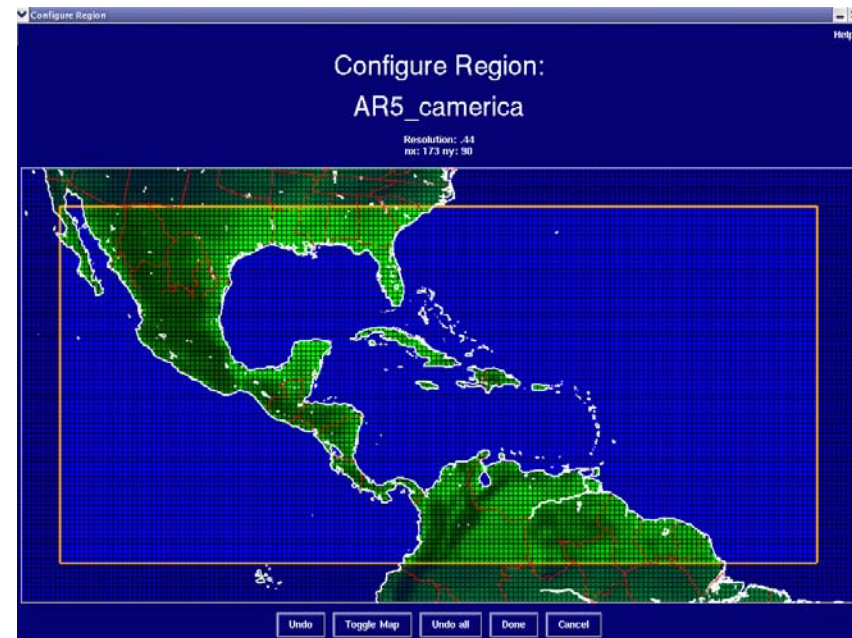 Configure Region
Help
Configure Region:
AR5_camerica
Resolution: .44
nx: 173 ny: 90
Undo
Toggle Map
Undo all
Done
Cancel